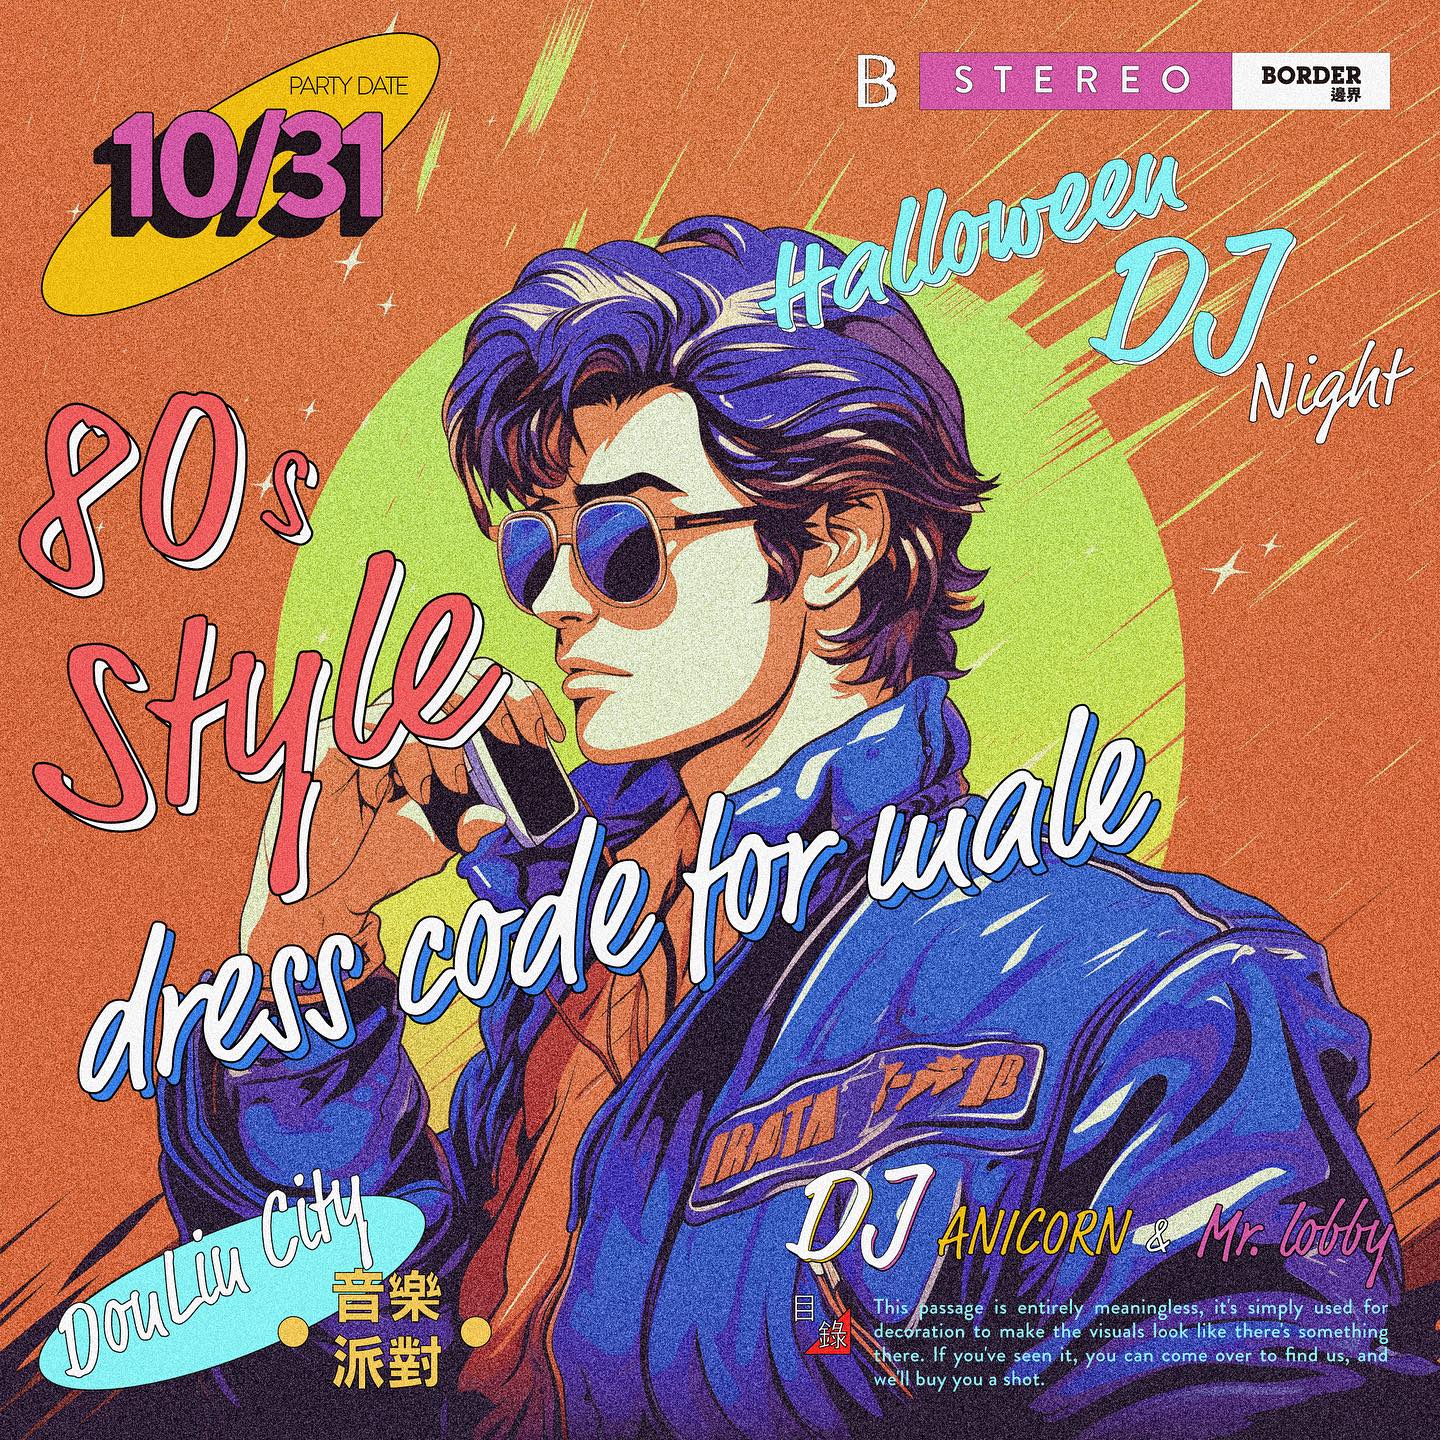 PARTY DATE
10/31
B STEREO BORDER
邊界
Halloween
DJ
Night
80s
Style
dress code for male
DJ ANICORN & Mr. lobby
DouLiu City
音樂
派對
目
錄
This passage is entirely meaningless, it's simply used for
decoration to make the visuals look like there's something
there. If you've seen it, you can come over to find us, and
we'll buy you a shot.